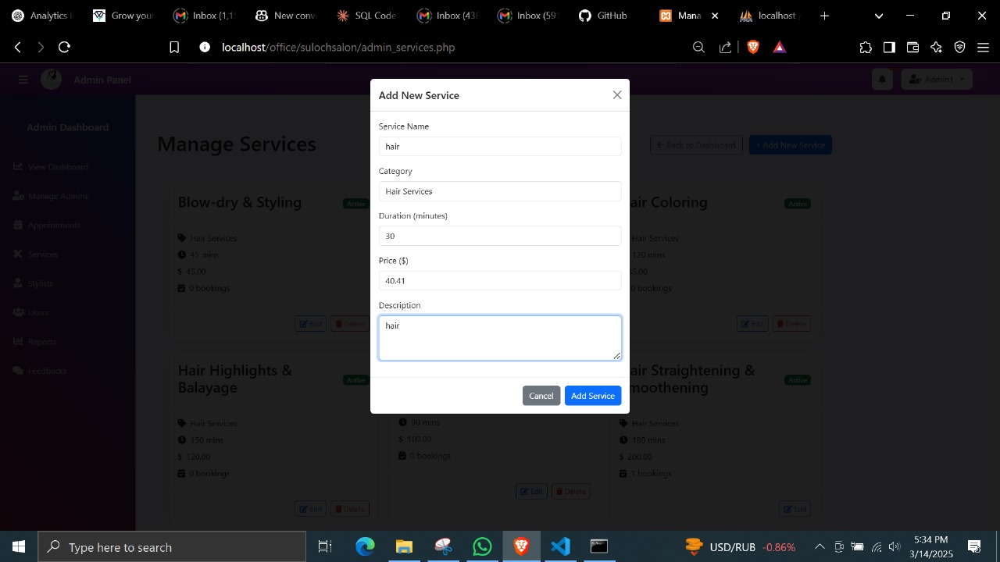 Analytics I
Grow your
Inbox (1,1
New conv
SQL Code
Inbox (43
Inbox (591
GitHub
Mana
localhost
localhost/office/sulochsalon/admin_services.php
Admin Panel
Admin1
Admin Dashboard
View Dashboard
Manage Admins
Appointments
Services
Stylists
Users
Reports
Feedbacks
Manage Services
Back to Dashboard
+ Add New Service
Blow-dry & Styling
Active
Hair Services
45 mins
$ 45.00
0 bookings
Edit
Delete
Add New Service
Service Name
hair
Category
Hair Services
Duration (minutes)
30
Price ($)
40.41
Description
hair
Cancel
Add Service
air Coloring
Active
Hair Services
120 mins
5.00
0 bookings
Edit
Delete
Hair Highlights &
Balayage
Active
Hair Services
150 mins
$ 120.00
0 bookings
Edit
Delete
90 mins
$ 100.00
0 bookings
Edit
Delete
air Straightening &
moothening
Active
Hair Services
180 mins
$ 200.00
1 bookings
Edit
Type here to search
USD/RUB -0.86%
5:34 PM
3/14/2025